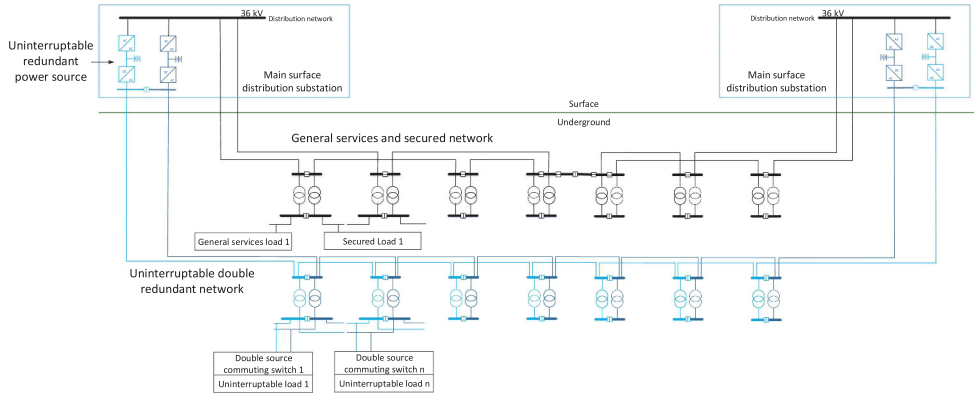 36 kV
Distribution network
Uninterruptable
redundant
power source
Main surface
distribution substation
36 kV
Distribution network
Main surface
distribution substation
Surface
Underground
General services and secured network
General services load 1
Secured Load 1
Uninterruptable double
redundant network
Double source
commuting switch 1
Uninterruptable load 1
Double source
commuting switch n
Uninterruptable load n